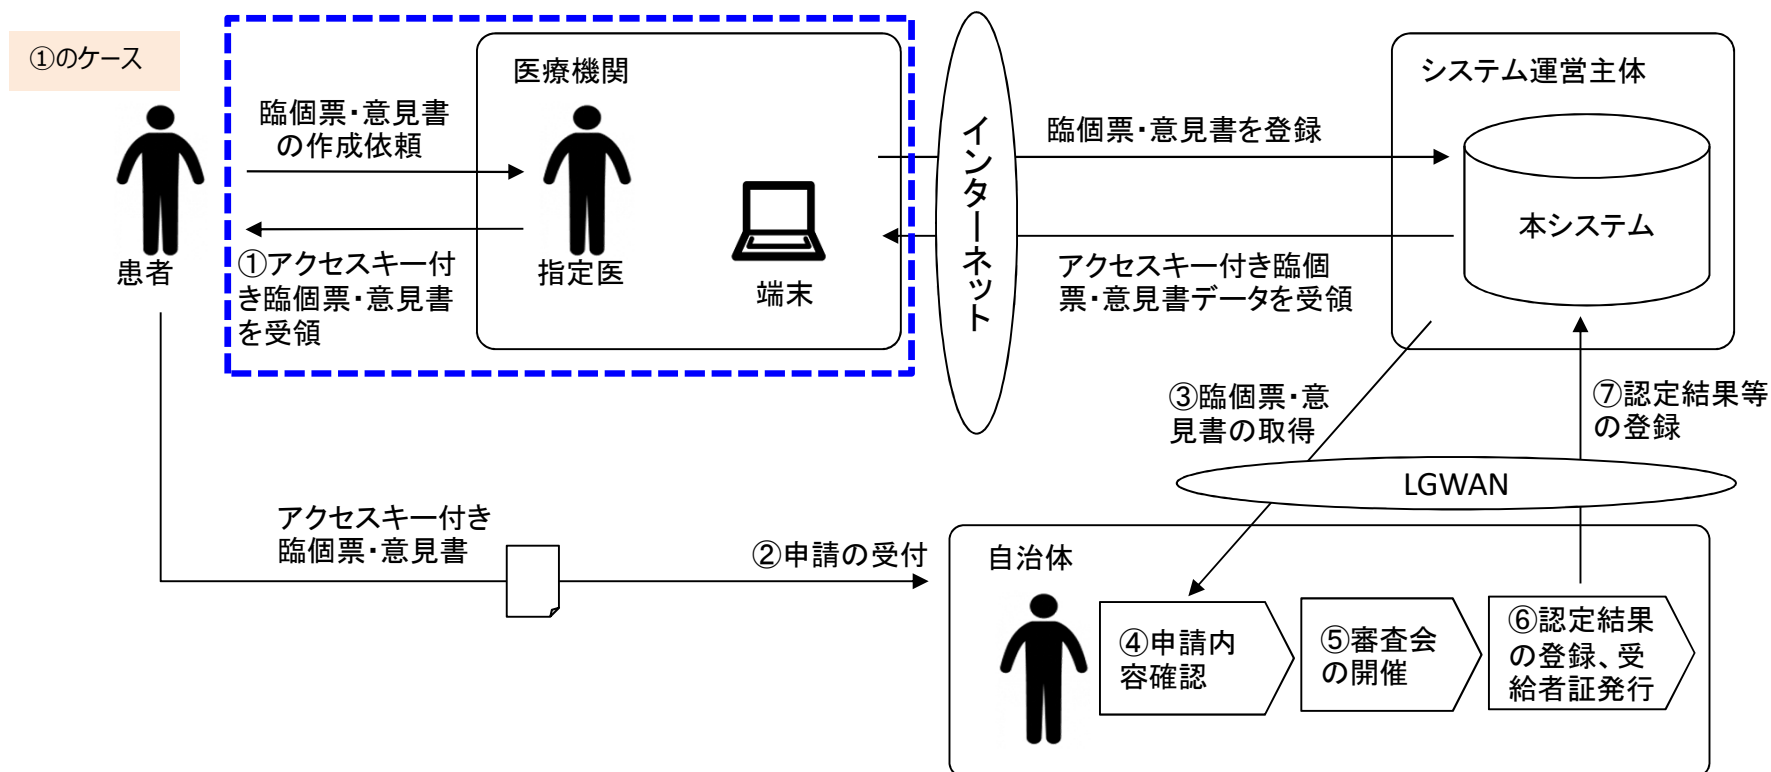 ①のケース
医療機関
システム運営主体
臨個票・意見書
の作成依頼
臨個票・意見書を登録
インターネット
本システム
①アクセスキー付
き臨個票・意見書
を受領
患者
指定医
端末
アクセスキー付き臨個
票・意見書データを受領
③臨個票・意
見書の取得
⑦認定結果等
の登録
LGWAN
アクセスキー付き
臨個票・意見書
②申請の受付
自治体
④申請内
容確認
⑤審査会
の開催
⑥認定結果
の登録、受
給者証発行